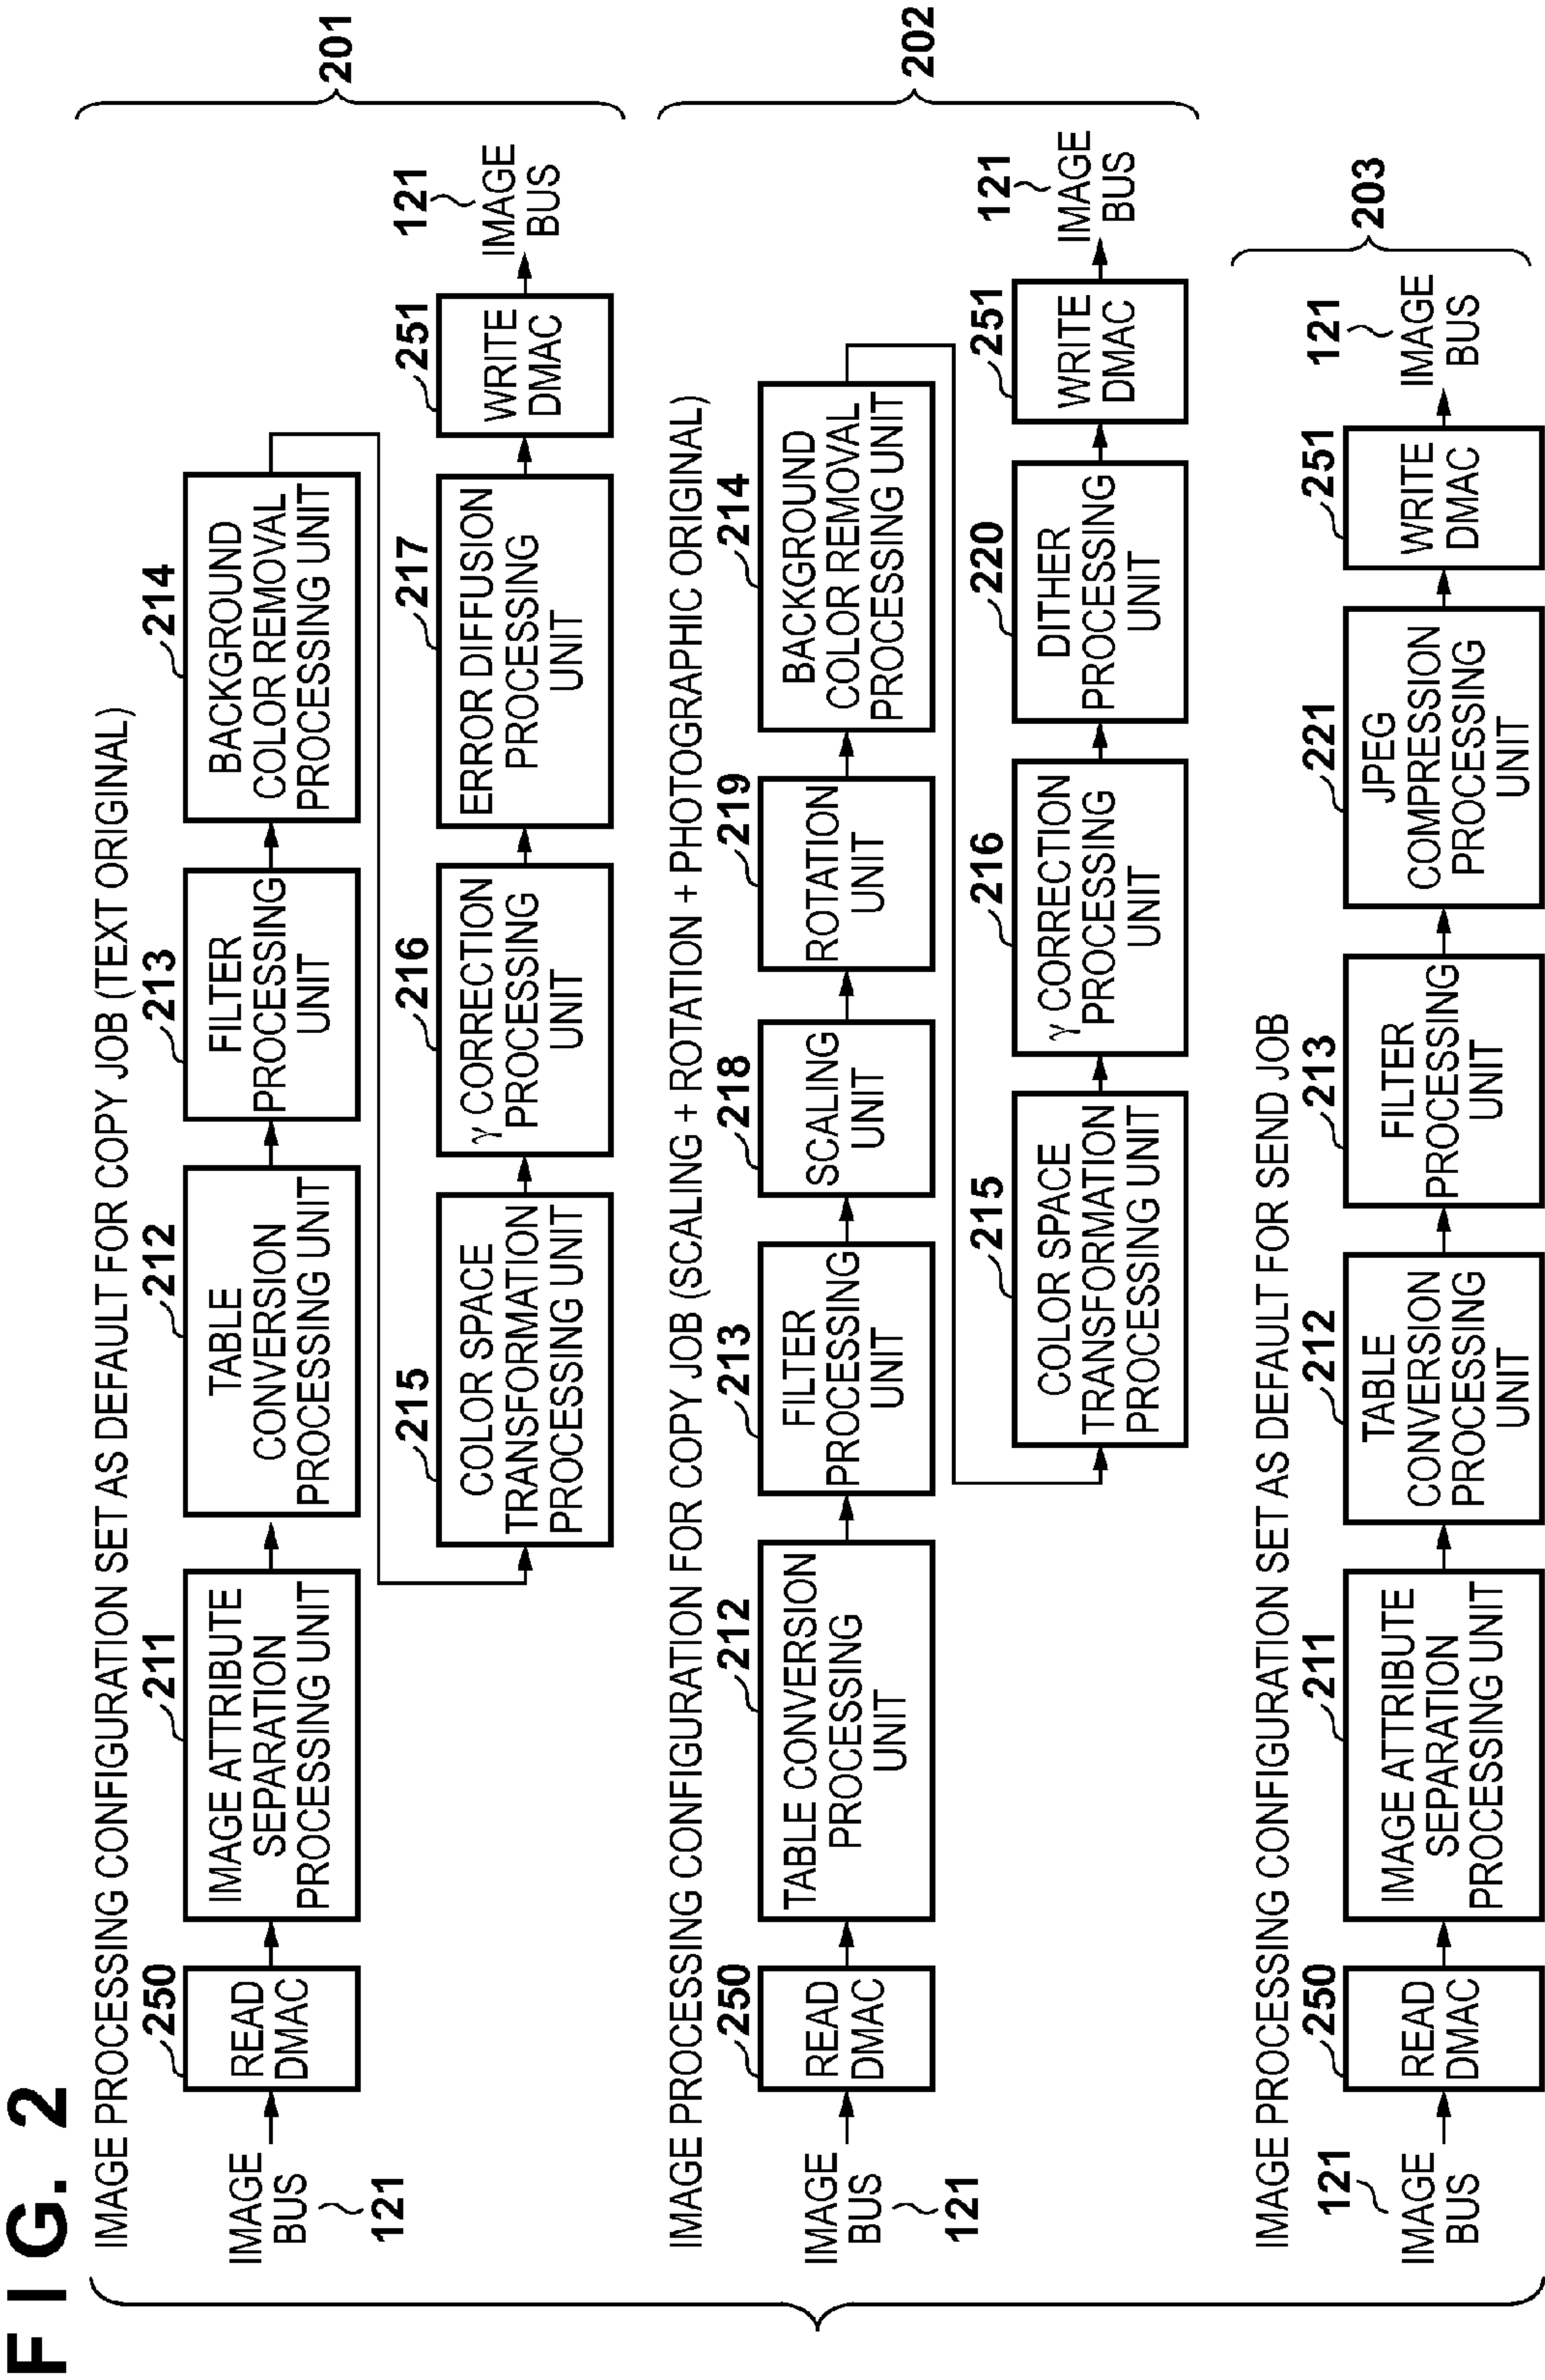 FIG. 2
IMAGE PROCESSING CONFIGURATION SET AS DEFAULT FOR COPY JOB (TEXT ORIGINAL)
201
IMAGE
BUS
121
250
READ
DMAC
211
IMAGE ATTRIBUTE
SEPARATION
PROCESSING UNIT
212
TABLE
CONVERSION
PROCESSING UNIT
213
FILTER
PROCESSING
UNIT
214
BACKGROUND
COLOR REMOVAL
PROCESSING UNIT
215
COLOR SPACE
TRANSFORMATION
PROCESSING UNIT
216
γ CORRECTION
PROCESSING
UNIT
217
ERROR DIFFUSION
PROCESSING
UNIT
251
WRITE
DMAC
121
IMAGE
BUS
IMAGE PROCESSING CONFIGURATION FOR COPY JOB (SCALING + ROTATION + PHOTOGRAPHIC ORIGINAL)
202
IMAGE
BUS
121
250
READ
DMAC
212
TABLE CONVERSION
PROCESSING
UNIT
213
FILTER
PROCESSING
UNIT
218
SCALING
UNIT
219
ROTATION
UNIT
214
BACKGROUND
COLOR REMOVAL
PROCESSING UNIT
215
COLOR SPACE
TRANSFORMATION
PROCESSING UNIT
216
γ CORRECTION
PROCESSING
UNIT
220
DITHER
PROCESSING
UNIT
251
WRITE
DMAC
121
IMAGE
BUS
IMAGE PROCESSING CONFIGURATION SET AS DEFAULT FOR SEND JOB
203
121
IMAGE
BUS
250
READ
DMAC
211
IMAGE ATTRIBUTE
SEPARATION
PROCESSING UNIT
212
TABLE
CONVERSION
PROCESSING
UNIT
213
FILTER
PROCESSING
UNIT
221
JPEG
COMPRESSION
PROCESSING
UNIT
251
WRITE
DMAC
121
IMAGE
BUS